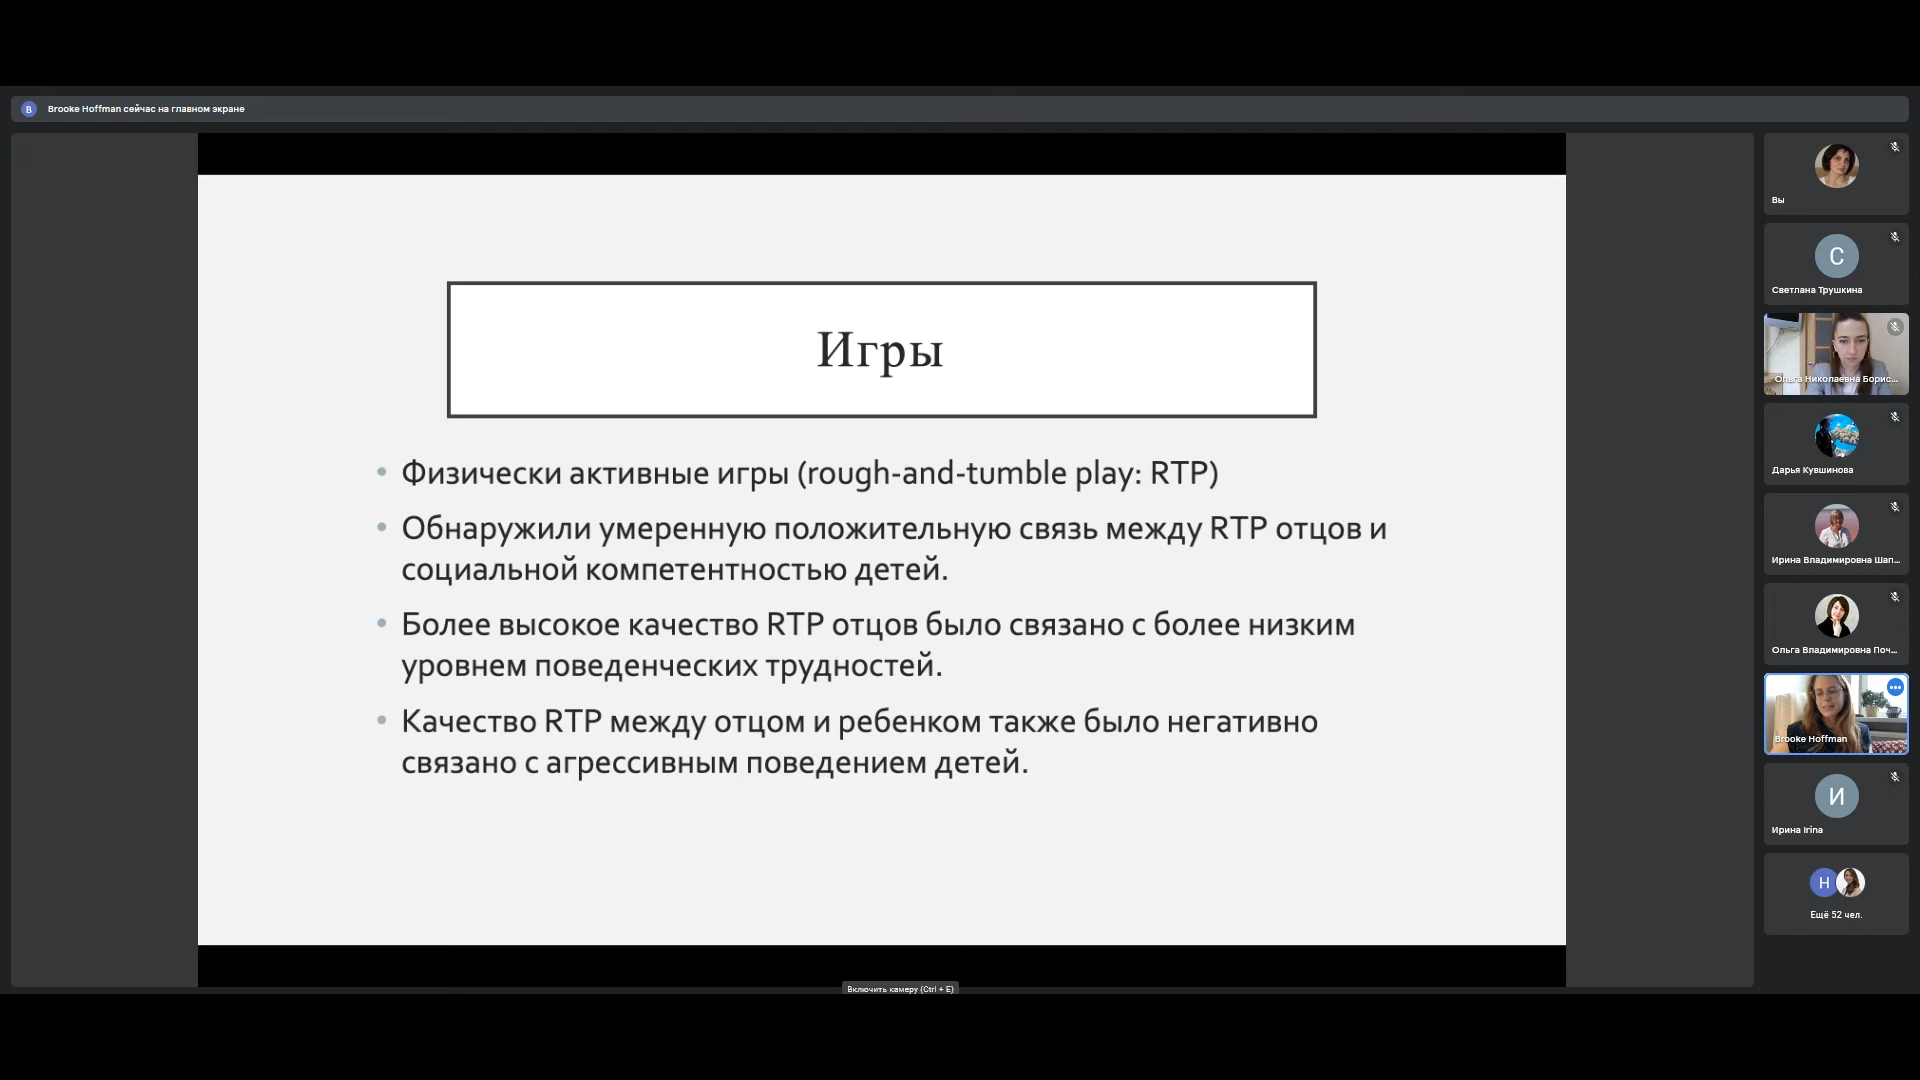 B
Brooke Hoffman сейчас на главном экране
Игры
Физически активные игры (rough-and-tumble play: RTP)
Обнаружили умеренную положительную связь между RTP отцов и
социальной компетентностью детей.
Более высокое качество RTP отцов было связано с более низким
уровнем поведенческих трудностей.
Качество RTP между отцом и ребенком также было негативно
связано с агрессивным поведением детей.
Включить камеру (Ctrl + E)
Вы
С
Светлана Трушкина
Ольга Николаевна Борис...
Дарья Кувшинова
Ирина Владимировна Шап...
Ольга Владимировна Поч...
Brooke Hoffman
И
Ирина Irina
Н
Ещё 52 чел.